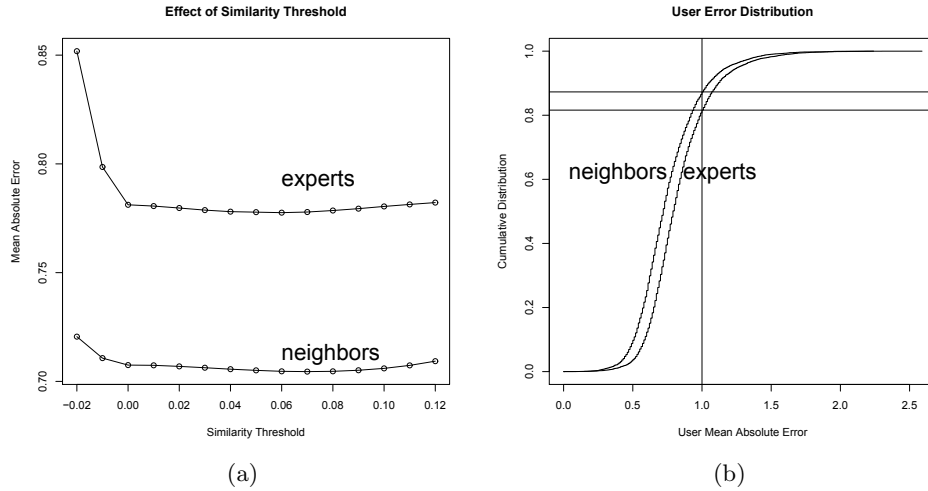 Effect of Similarity Threshold
Mean Absolute Error
0.85
0.80
0.75
0.70
experts
neighbors
−0.02 0.00 0.02 0.04 0.06 0.08 0.10 0.12
Similarity Threshold
(a)
User Error Distribution
Cumulative Distribution
1.0
0.8
0.6
0.4
0.2
0.0
neighbors experts
0.0 0.5 1.0 1.5 2.0 2.5
User Mean Absolute Error
(b)